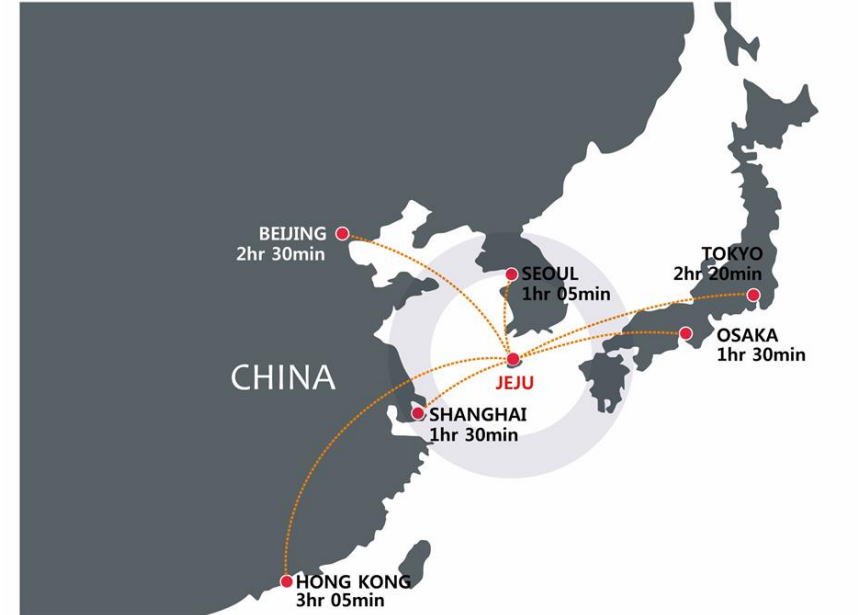 BEIJING
2hr 30min
SEOUL
1hr 05min
TOKYO
2hr 20min
OSAKA
1hr 30min
CHINA
JEJU
SHANGHAI
1hr 30min
HONG KONG
3hr 05min